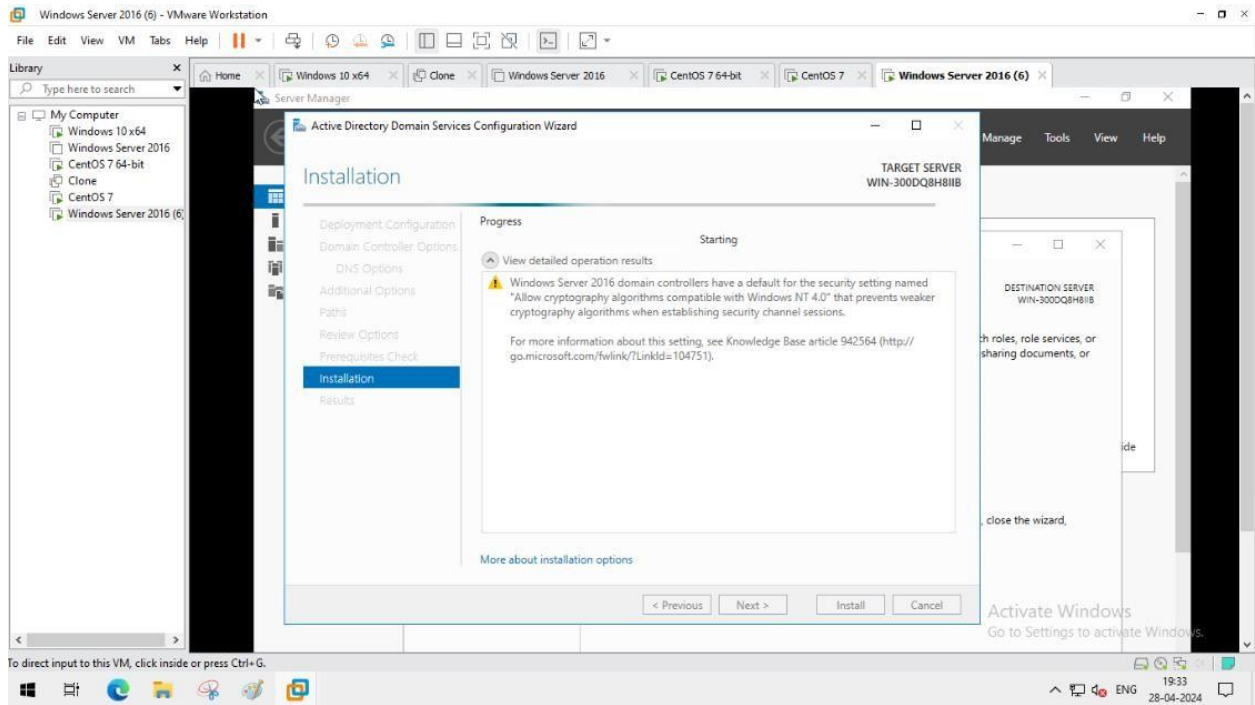 Windows Server 2016 (6) - VMware Workstation
File Edit View VM Tabs Help
Library
Type here to search
My Computer
Windows 10 x64
Windows Server 2016
CentOS 7 64-bit
Clone
CentOS 7
Windows Server 2016 (6)
Home Windows 10 x64 Clone Windows Server 2016 CentOS 7 64-bit CentOS 7 Windows Server 2016 (6)
Server Manager
Manage Tools View Help
Active Directory Domain Services Configuration Wizard
Installation
TARGET SERVER
WIN-300DQ8H8IIB
Deployment Configuration
Domain Controller Options
DNS Options
Additional Options
Paths
Review Options
Prerequisites Check
Installation
Results
Progress
Starting
View detailed operation results
Windows Server 2016 domain controllers have a default for the security setting named
"Allow cryptography algorithms compatible with Windows NT 4.0" that prevents weaker
cryptography algorithms when establishing security channel sessions.
For more information about this setting, see Knowledge Base article 942564 (http://
go.microsoft.com/fwlink/?LinkId=104751).
More about installation options
< Previous Next > Install Cancel
DESTINATION SERVER
WIN-300DQ8H8IIB
th roles, role services, or
sharing documents, or
ide
, close the wizard,
Activate Windows
Go to Settings to activate Windows.
To direct input to this VM, click inside or press Ctrl+G.
ENG
19:33
28-04-2024